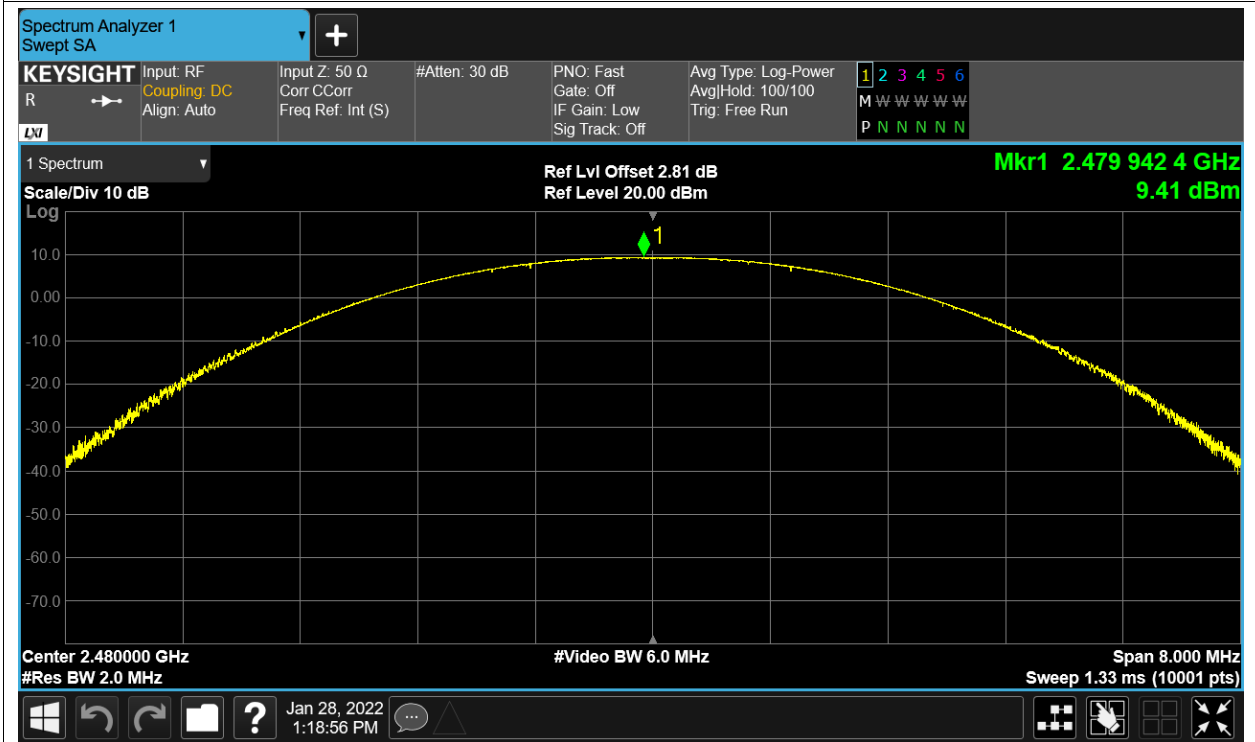 Spectrum Analyzer 1
Swept SA
+
KEYSIGHT Input: RF Input Z: 50 Ω #Atten: 30 dB PNO: Fast Avg Type: Log-Power 1 2 3 4 5 6
R Coupling: DC Corr CCorr Gate: Off Avg|Hold: 100/100 M W W W W W
Align: Auto Freq Ref: Int (S) IF Gain: Low Trig: Free Run
LXI Sig Track: Off P N N N N N
1 Spectrum Ref Lvl Offset 2.81 dB Mkr1 2.479 942 4 GHz
Scale/Div 10 dB Ref Level 20.00 dBm 9.41 dBm
Log
1
10.0
0.00
-10.0
-20.0
-30.0
-40.0
-50.0
-60.0
-70.0
Center 2.480000 GHz #Video BW 6.0 MHz Span 8.000 MHz
#Res BW 2.0 MHz Sweep 1.33 ms (10001 pts)
? Jan 28, 2022
1:18:56 PM